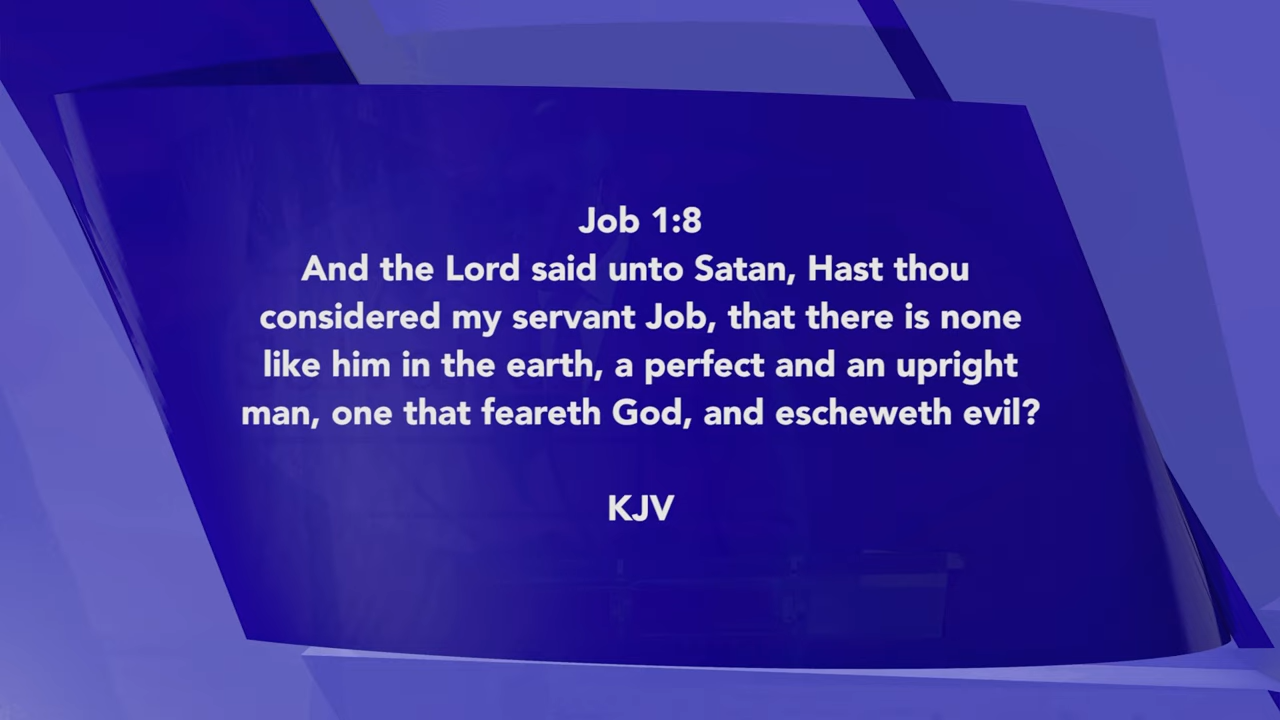 Job 1:8
And the Lord said unto Satan, Hast thou
considered my servant Job, that there is none
like him in the earth, a perfect and an upright
man, one that feareth God, and escheweth evil?
KJV